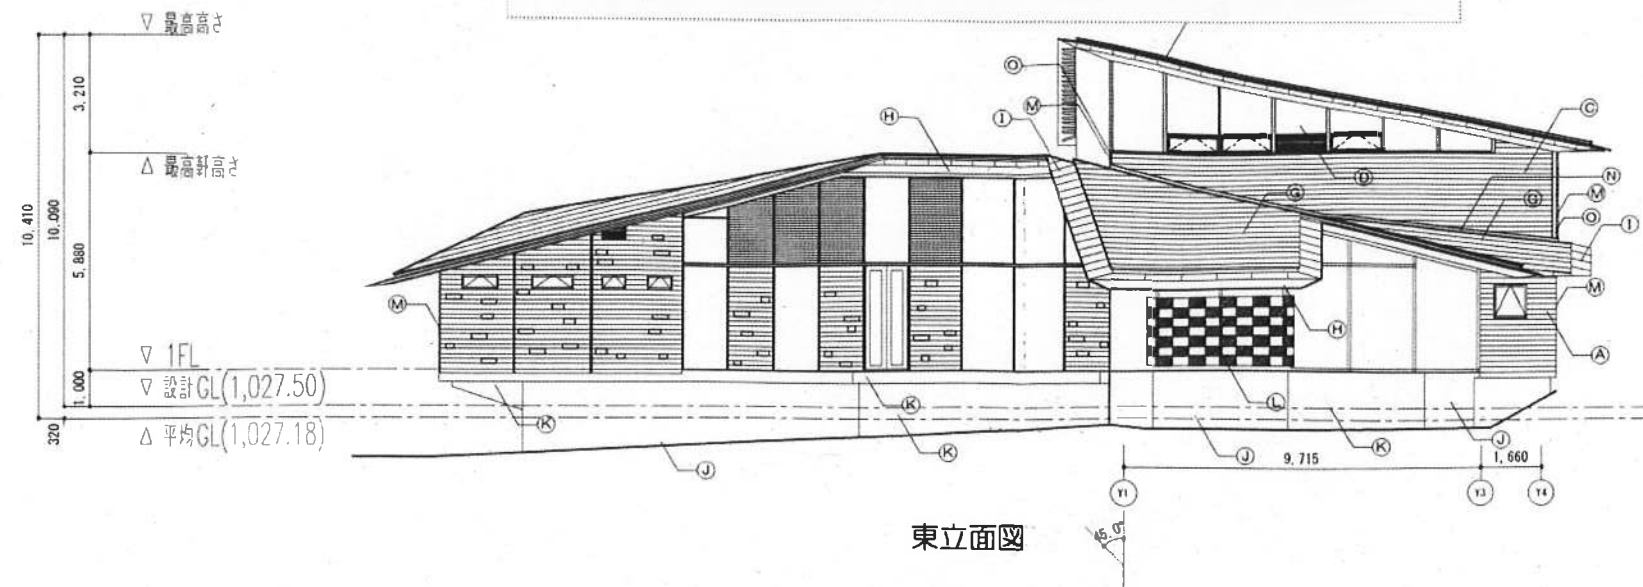 ▽ 最高高さ
3,210
△ 最高軒高さ
10,410
10,090
5,880
▽ 1FL
▽ 設計GL(1,027.50)
1,000
△ 平均GL(1,027.18)
320
O
M
H
I
C
D
N
G
G
M
O
I
M
M
H
A
L
K
K
K
K
J
J
J
9,715
1,660
Y1
Y3
Y4
東立面図
45.0°